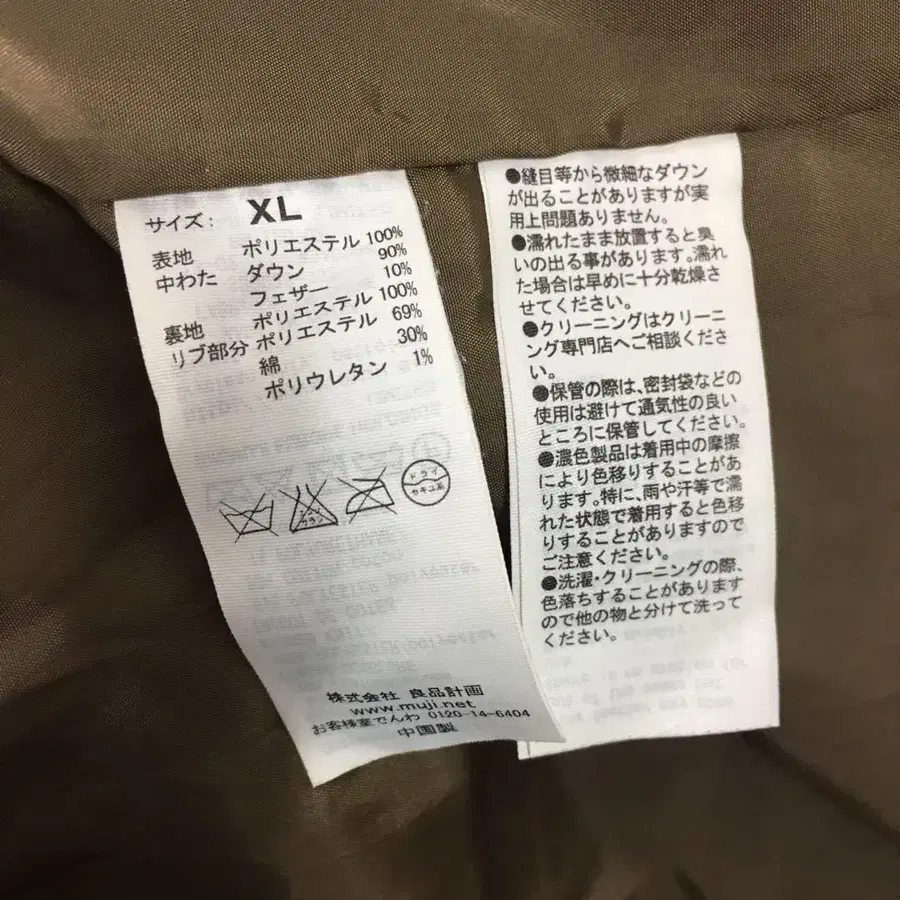 サイズ: XL
表地 ポリエステル 100%
中わた ダウン 90%
フェザー 10%
裏地 ポリエステル 100%
リブ部分 ポリエステル 69%
綿 30%
ポリウレタン 1%
ドライ
セキユ系
エンソ
サラシ
株式会社 良品計画
www.muji.net
お客様室でんわ 0120-14-6404
中国製
●縫目等から微細なダウン
が出ることがありますが実
用上問題ありません。
●濡れたまま放置すると臭
いの出る事があります。濡れ
た場合は早めに十分乾燥さ
せてください。
●クリーニングはクリーニ
ング専門店へご相談くださ
い。
●保管の際は、密封袋などの
使用は避けて通気性の良い
ところに保管してください。
●濃色製品は着用中の摩擦
により色移りすることがあ
ります。特に、雨や汗等で濡
れた状態で着用すると色移
りすることがありますので
ご注意ください。
●洗濯・クリーニングの際、
色落ちすることがあります
ので他の物と分けて洗って
ください。